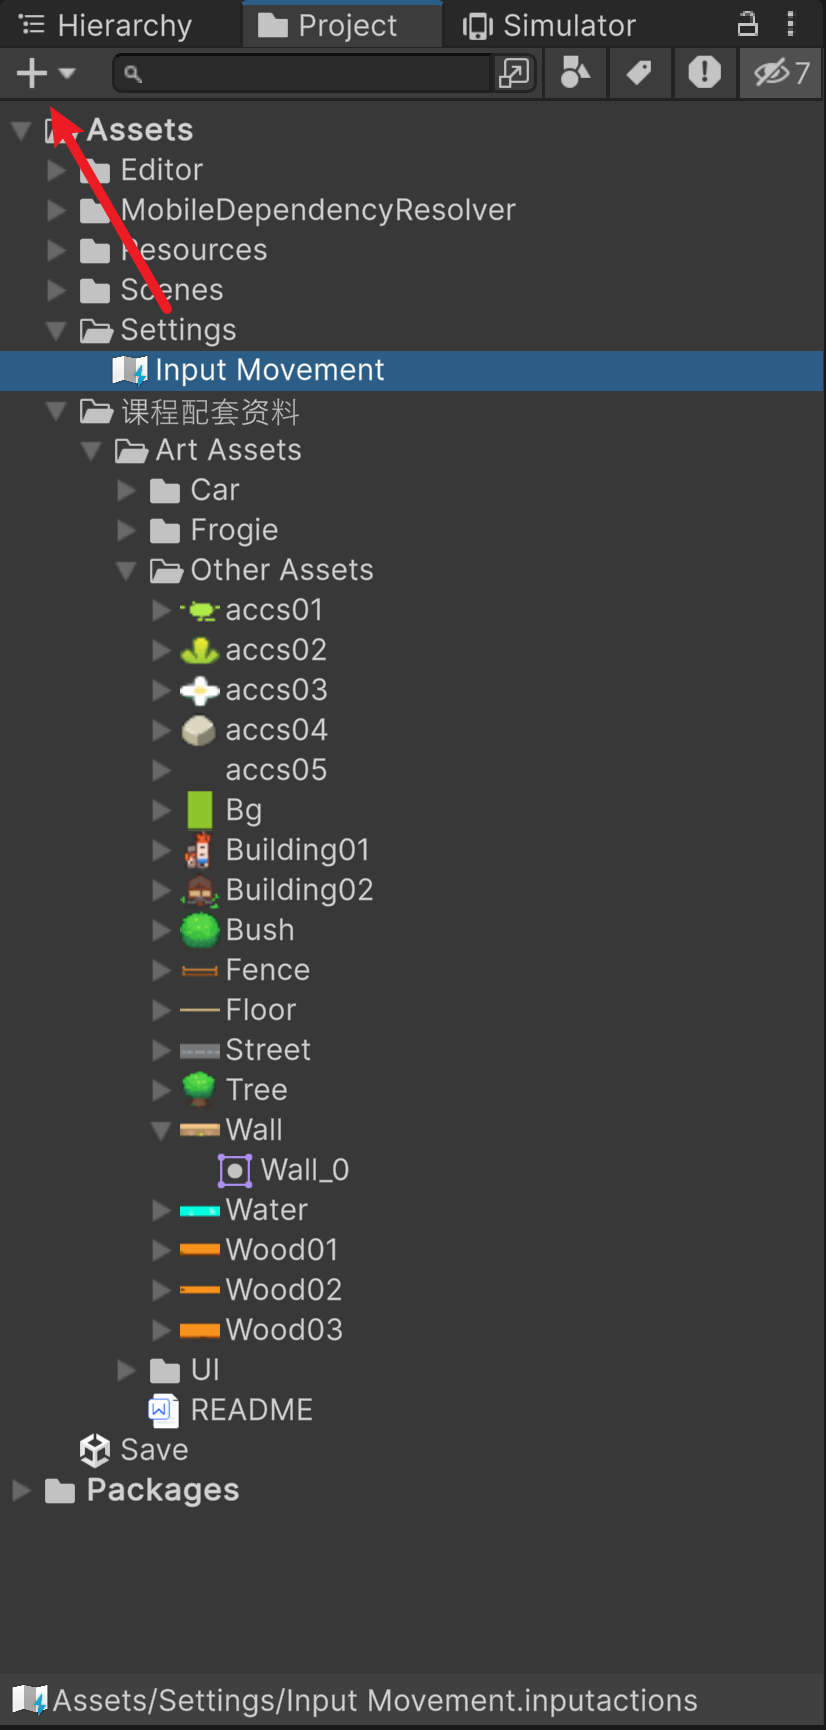 Hierarchy Project Simulator
7
Assets
Editor
MobileDependencyResolver
Resources
Scenes
Settings
Input Movement
课程配套资料
Art Assets
Car
Frogie
Other Assets
accs01
accs02
accs03
accs04
accs05
Bg
Building01
Building02
Bush
Fence
Floor
Street
Tree
Wall
Wall_0
Water
Wood01
Wood02
Wood03
UI
README
Save
Packages
Assets/Settings/Input Movement.inputactions